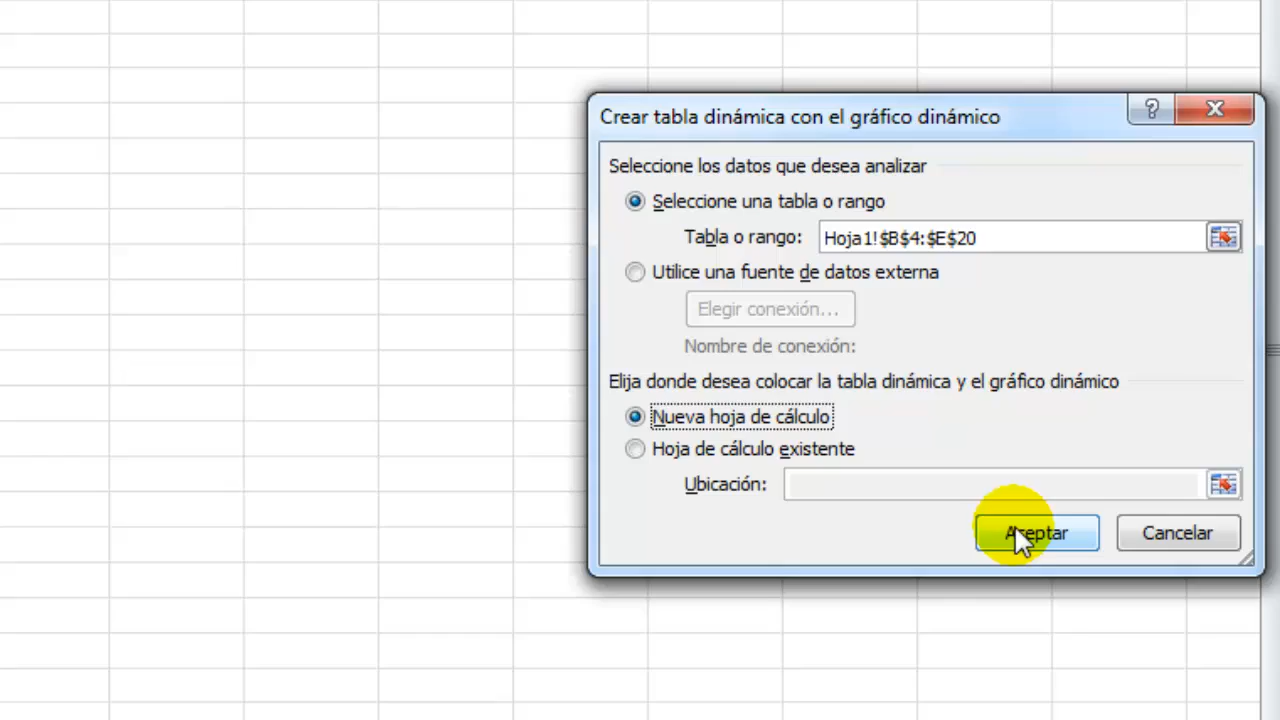 Crear tabla dinámica con el gráfico dinámico
Seleccione los datos que desea analizar
Seleccione una tabla o rango
Tabla o rango: Hoja1!$B$4:$E$20
Utilice una fuente de datos externa
Elegir conexión...
Nombre de conexión:
Elija donde desea colocar la tabla dinámica y el gráfico dinámico
Nueva hoja de cálculo
Hoja de cálculo existente
Ubicación:
Aceptar Cancelar